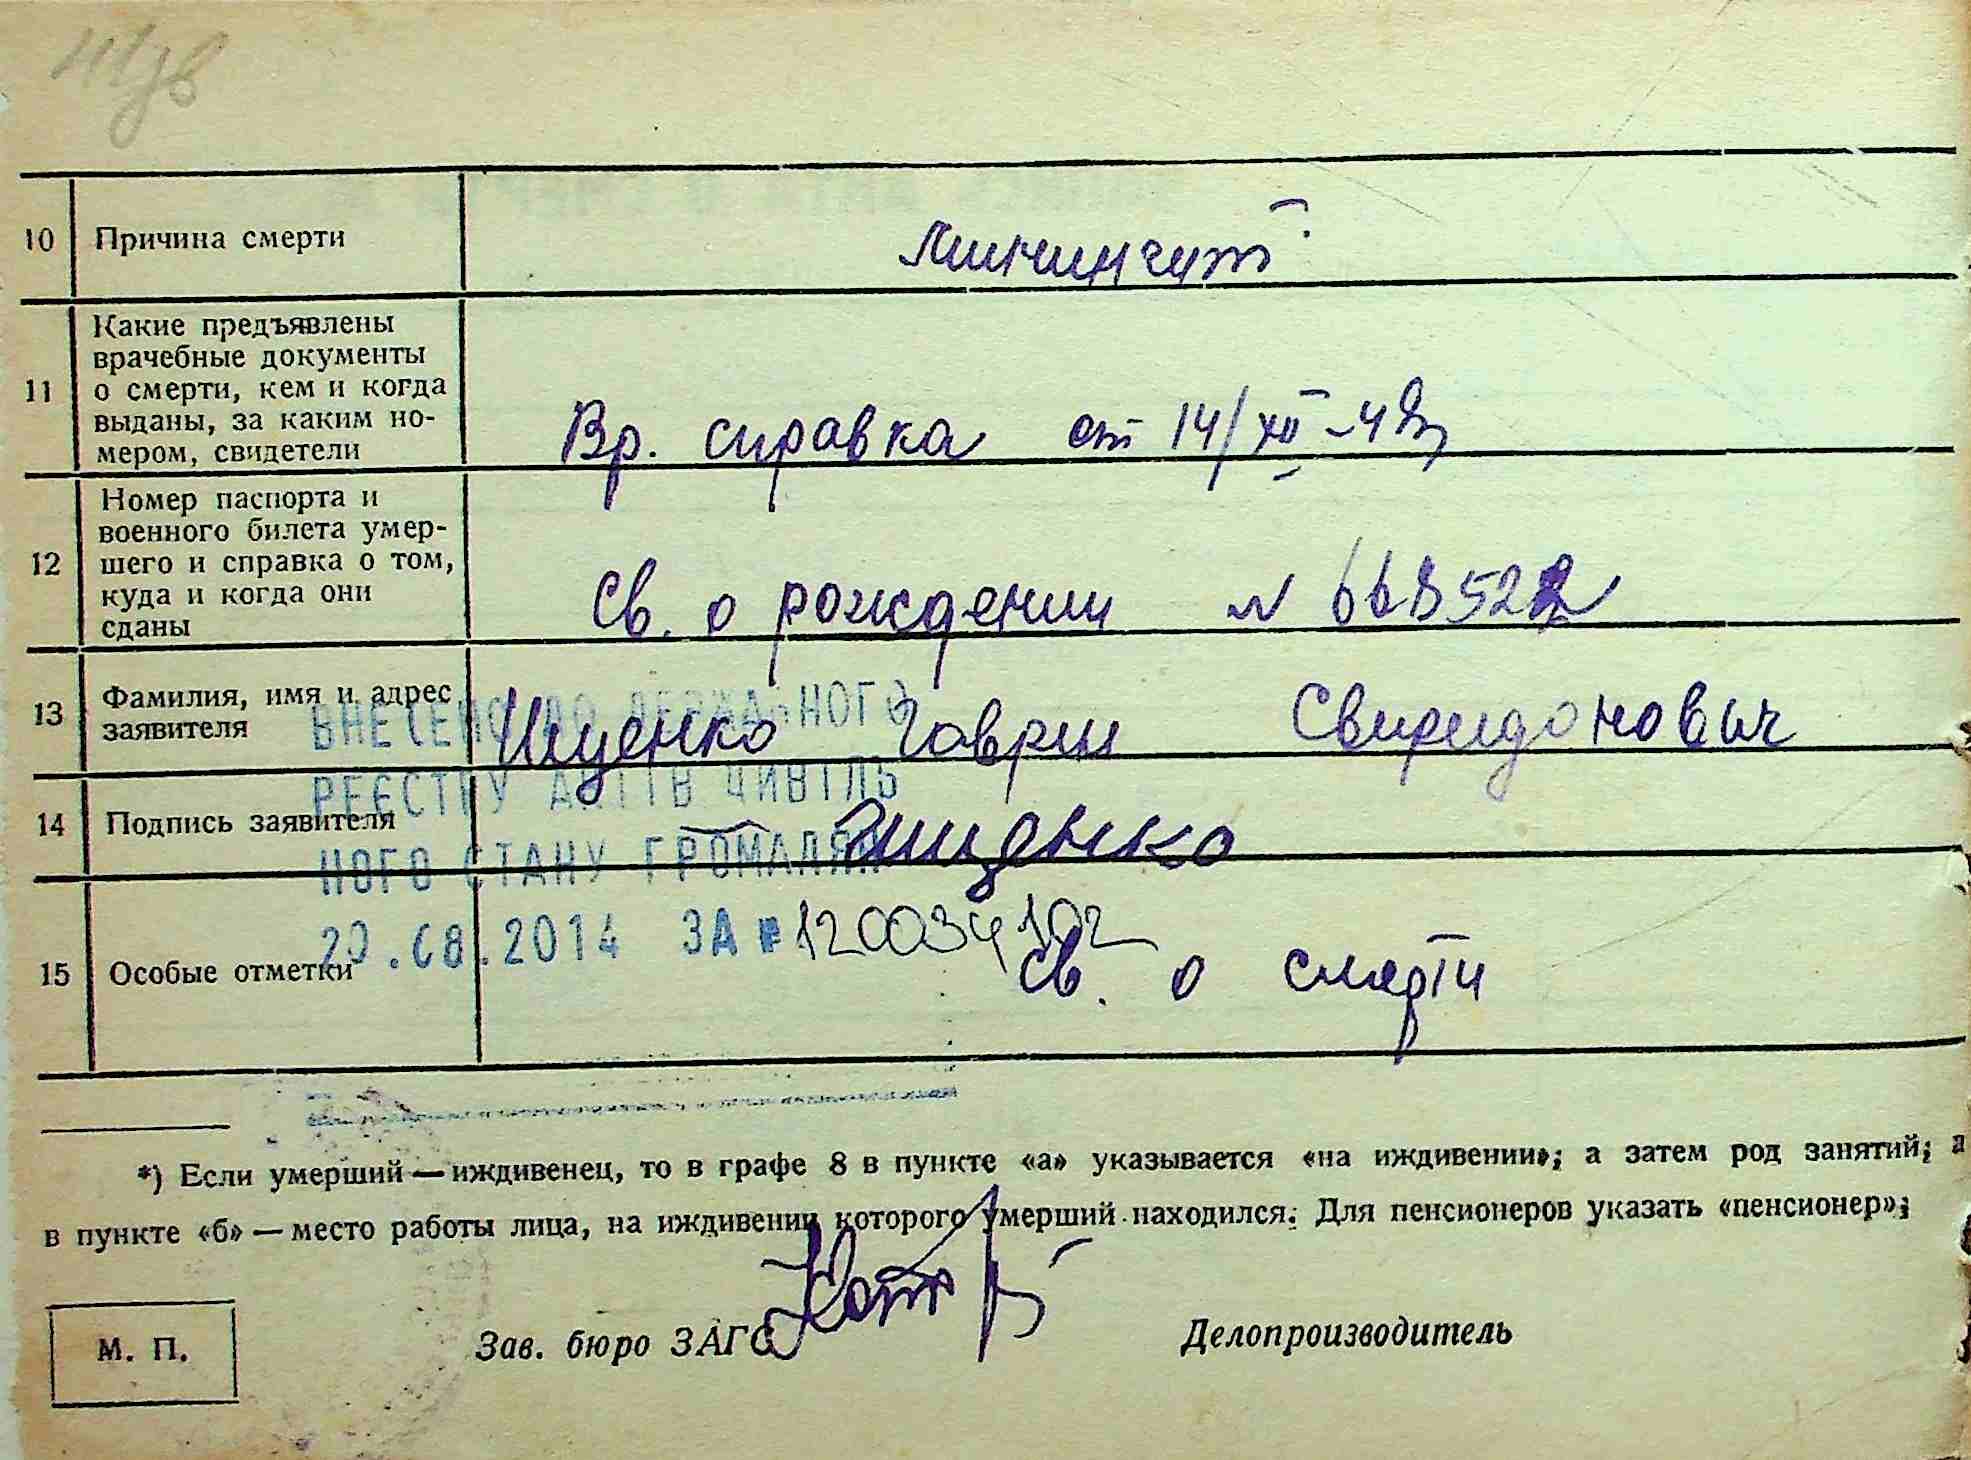 10 Причина смерти
менингит
11 Какие предъявлены
врачебные документы
о смерти, кем и когда
выданы, за каким но-
мером, свидетели
Вр. справка от 14/XII-48
12 Номер паспорта и
военного билета умер-
шего и справка о том,
куда и когда они
сданы
Св. о рождении N
13 Фамилия, имя и адрес
заявителя
Ищенко Гаврил Свиридонович
ВНЕСЕНО ДО ДЕРЖАВНОГО
РЕЄСТРУ АКТІВ ЦИВІЛЬ
14 Подпись заявителя
Ищенко
НОГО СТАНУ ГРОМАДЯН
20.08.2014 ЗА № 120034102
15 Особые отметки
св. о смерти
*) Если умерший — иждивенец, то в графе 8 в пункте «а» указывается «на иждивении»; а затем род занятий; а
в пункте «б» — место работы лица, на иждивении которого умерший находился. Для пенсионеров указать «пенсионер»;
М. П.
Зав. бюро ЗАГС
Делопроизводитель